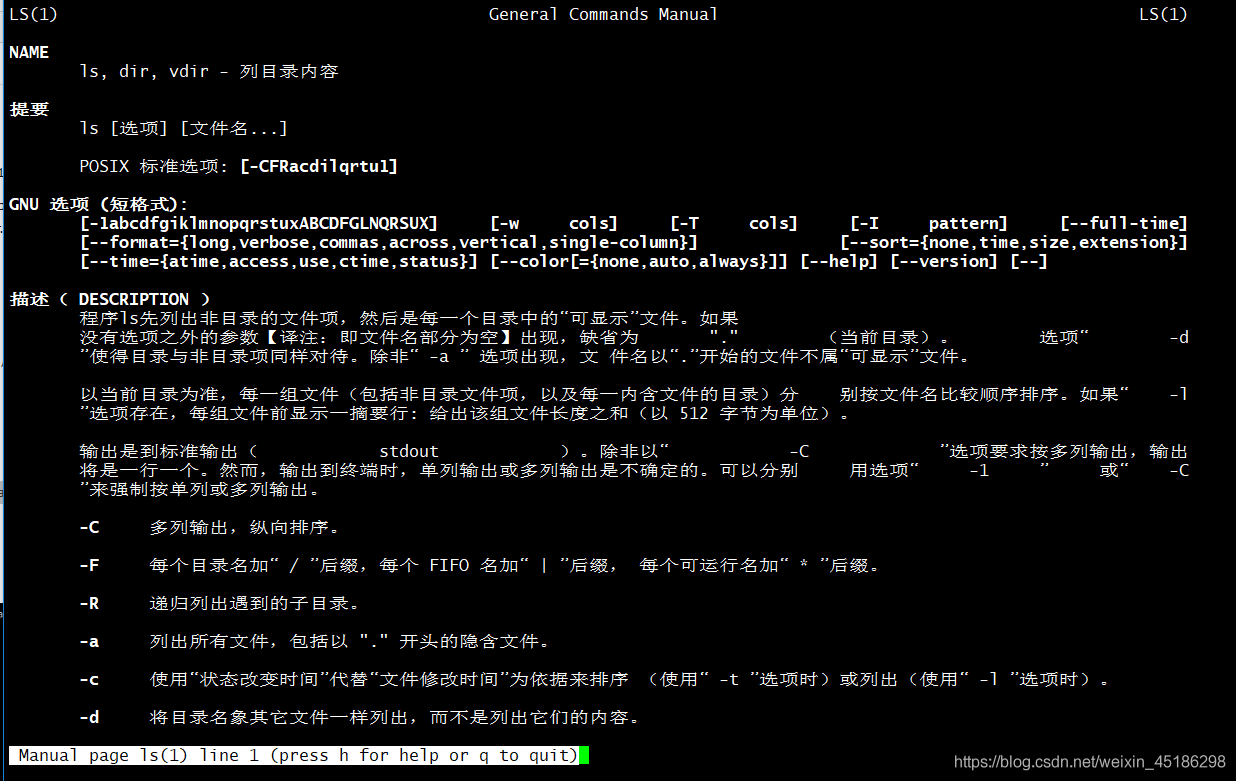 LS(1) General Commands Manual LS(1)
NAME
ls, dir, vdir - 列目录内容
提要
ls [选项] [文件名...]
POSIX 标准选项: [-CFRacdilqrtu1]
GNU 选项 (短格式):
[-1abcdfgiklmnopqrstuxABCDFGLNQRSUX] [-w cols] [-T cols] [-I pattern] [--full-time]
[--format={long,verbose,commas,across,vertical,single-column}] [--sort={none,time,size,extension}]
[--time={atime,access,use,ctime,status}] [--color[={none,auto,always}]] [--help] [--version] [--]
描述 ( DESCRIPTION )
程序ls先列出非目录的文件项，然后是每一个目录中的“可显示”文件。如果
没有选项之外的参数【译注：即文件名部分为空】出现，缺省为 "." （当前目录）。 选项“ -d
”使得目录与非目录项同样对待。除非“ -a ” 选项出现，文 件名以“.”开始的文件不属“可显示”文件。
以当前目录为准，每一组文件（包括非目录文件项，以及每一内含文件的目录）分 别按文件名比较顺序排序。如果“ -l
”选项存在，每组文件前显示一摘要行: 给出该组文件长度之和（以 512 字节为单位）。
输出是到标准输出（ stdout ）。除非以“ -C ”选项要求按多列输出，输出
将是一行一个。然而，输出到终端时，单列输出或多列输出是不确定的。可以分别 用选项“ -1 ” 或“ -C
”来强制按单列或多列输出。
-C 多列输出，纵向排序。
-F 每个目录名加“ / ”后缀，每个 FIFO 名加“ | ”后缀， 每个可运行名加“ * ”后缀。
-R 递归列出遇到的子目录。
-a 列出所有文件，包括以 "." 开头的隐含文件。
-c 使用“状态改变时间”代替“文件修改时间”为依据来排序 （使用“ -t ”选项时）或列出（使用“ -l ”选项时）。
-d 将目录名象其它文件一样列出，而不是列出它们的内容。
Manual page ls(1) line 1 (press h for help or q to quit)
https://blog.csdn.net/weixin_45186298